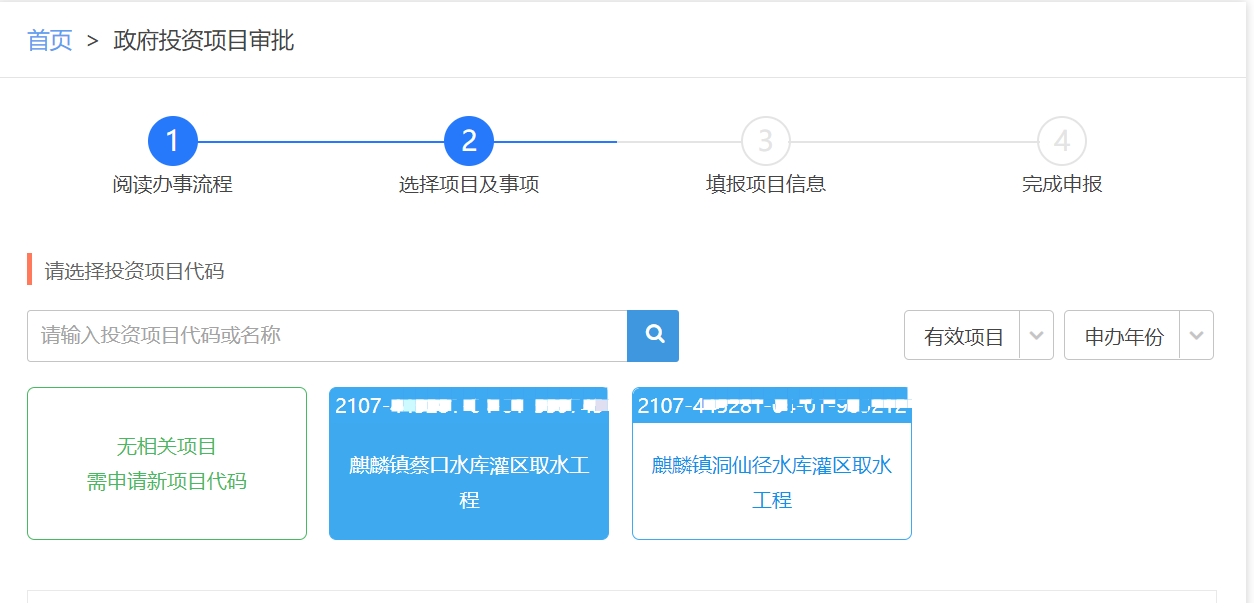 首页 > 政府投资项目审批
1 2 3 4
阅读办事流程 选择项目及事项 填报项目信息 完成申报
请选择投资项目代码
请输入投资项目代码或名称 有效项目 申办年份
2107- 2107-4
无相关项目
需申请新项目代码
麒麟镇蔡口水库灌区取水工
程
麒麟镇洞仙径水库灌区取水
工程